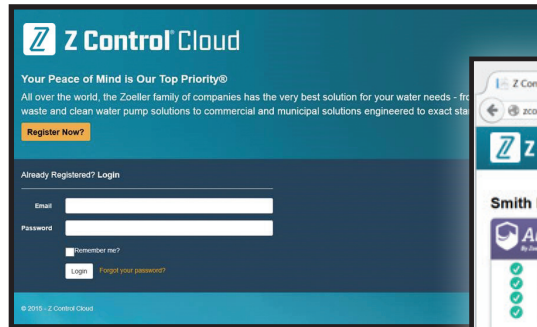 Z Control® Cloud
Your Peace of Mind is Our Top Priority®
All over the world, the Zoeller family of companies has the very best solution for your water needs -
waste and clean water pump solutions to commercial and municipal solutions engineered to exact
Register Now?
Already Registered? Login
Email
Password
Remember me?
Login Forgot your password?
© 2015 - Z Control Cloud
Z Con
zco
Z
Smith